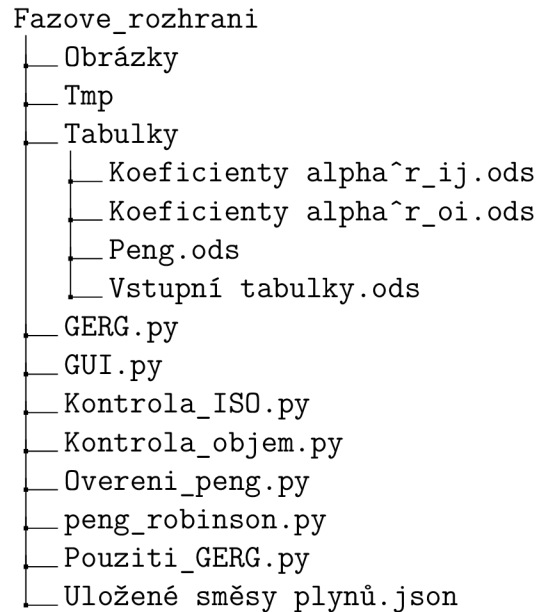 Fazove_rozhrani
Obrázky
Tmp
Tabulky
Koeficienty alpha^r_ij.ods
Koeficienty alpha^r_oi.ods
Peng.ods
Vstupní tabulky.ods
GERG.py
GUI.py
Kontrola_ISO.py
Kontrola_objem.py
Overeni_peng.py
peng_robinson.py
Pouziti_GERG.py
Uložené směsy plynů.json